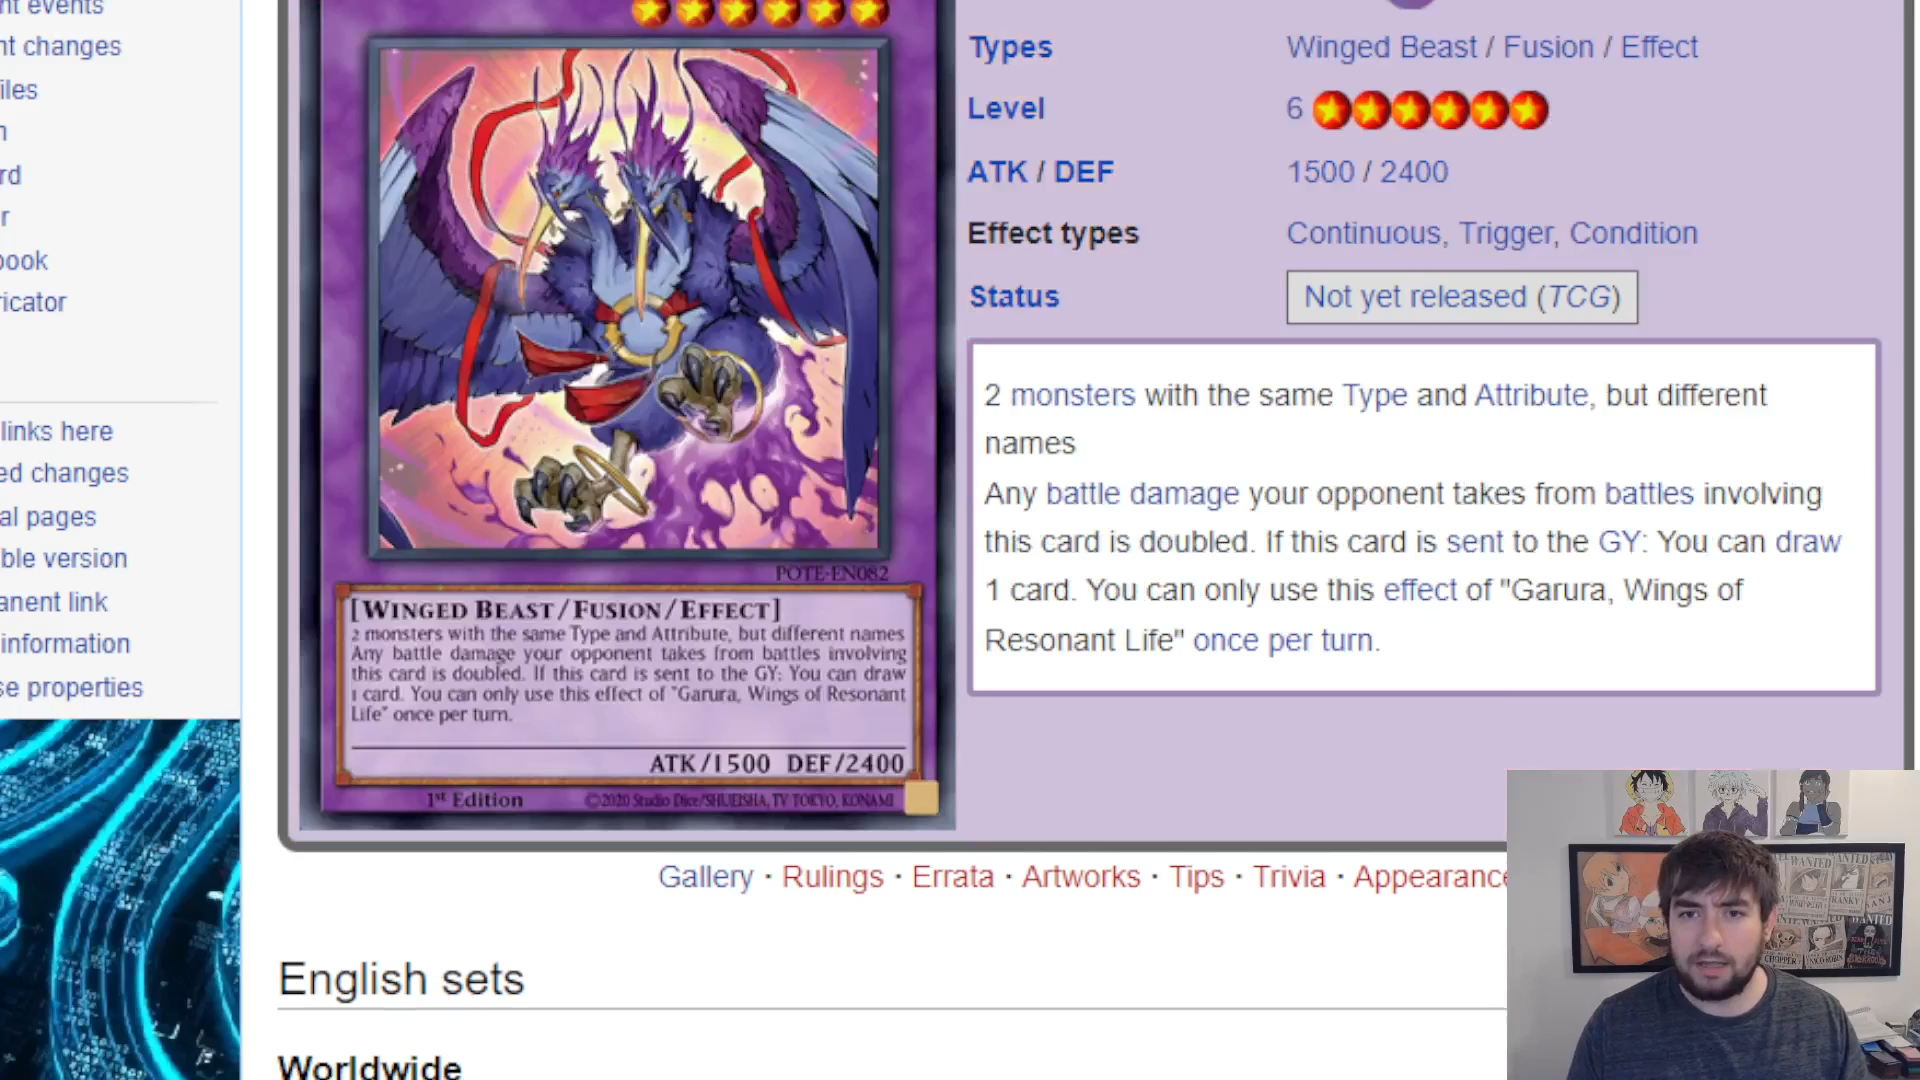 nt events
nt changes
iles
n
rd
r
book
ricator
links here
ed changes
al pages
ble version
anent link
information
se properties
POTE-EN082
[WINGED BEAST/FUSION/EFFECT]
2 monsters with the same Type and Attribute, but different names
Any battle damage your opponent takes from battles involving
this card is doubled. If this card is sent to the GY: You can draw
1 card. You can only use this effect of "Garura, Wings of Resonant
Life" once per turn.
ATK/1500 DEF/2400
1st Edition ©2020 Studio Dice/SHUEISHA, TV TOKYO, KONAMI
Types Winged Beast / Fusion / Effect
Level 6
ATK / DEF 1500 / 2400
Effect types Continuous, Trigger, Condition
Status Not yet released (TCG)
2 monsters with the same Type and Attribute, but different
names
Any battle damage your opponent takes from battles involving
this card is doubled. If this card is sent to the GY: You can draw
1 card. You can only use this effect of "Garura, Wings of
Resonant Life" once per turn.
Gallery · Rulings · Errata · Artworks · Tips · Trivia · Appearance
English sets
Worldwide
WANTED
WANTED
CHOPPER
NICO ROBIN